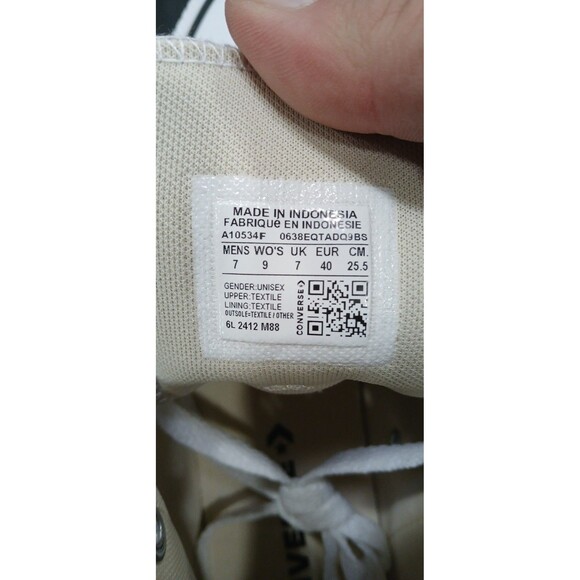 MADE IN INDONESIA
FABRIQUé EN INDONESIE
A10534F 0638EQTADQ9BS
MENS WO'S UK EUR CM.
7 9 7 40 25.5
GENDER:UNISEX
UPPER:TEXTILE
LINING:TEXTILE
OUTSOLE=TEXTILE / OTHER
6L 2412 M88
CONVERSE